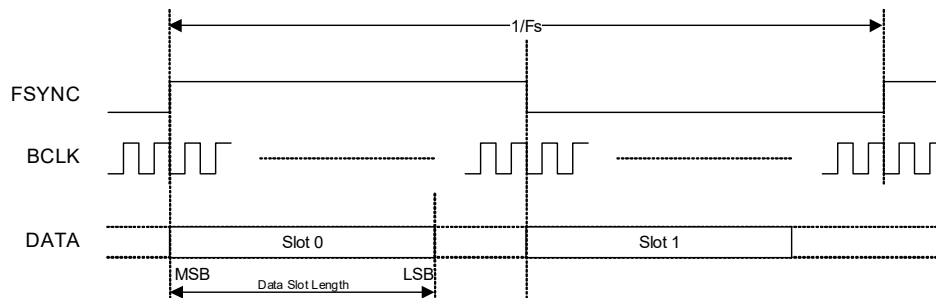 1/Fs
FSYNC
BCLK
DATA
Slot 0
Slot 1
MSB
LSB
Data Slot Length